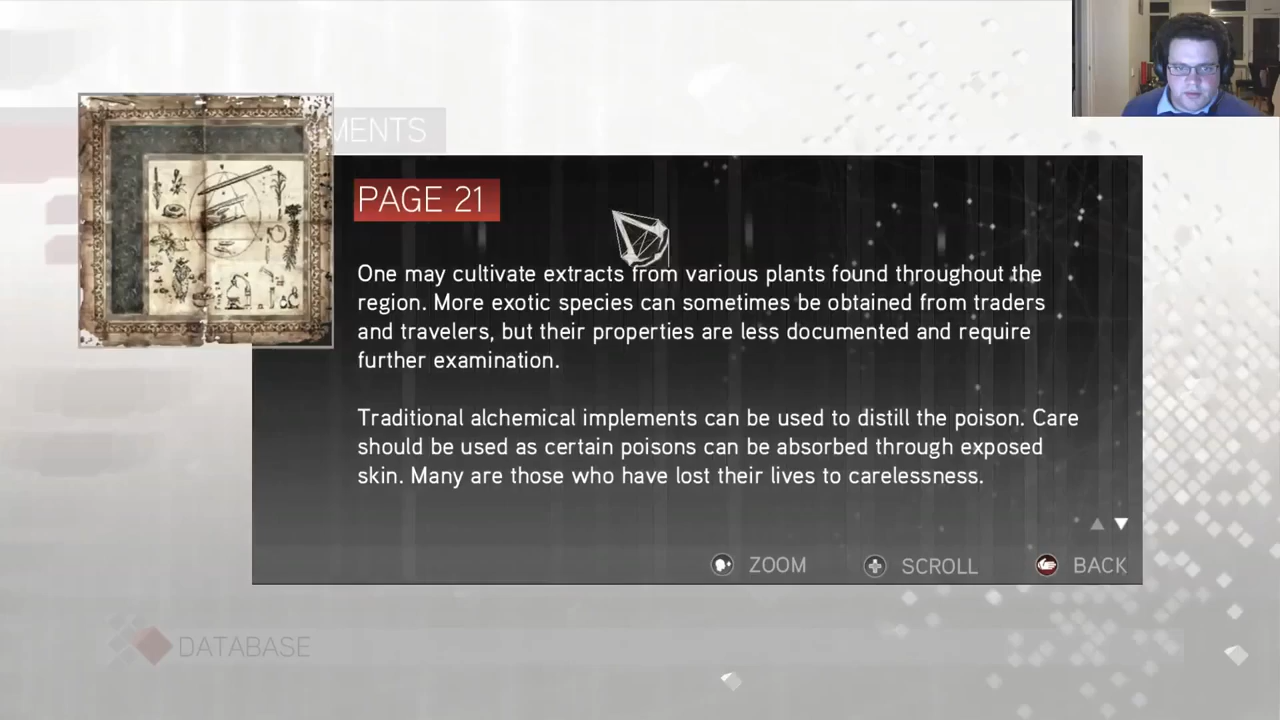 MENTS
PAGE 21
One may cultivate extracts from various plants found throughout the
region. More exotic species can sometimes be obtained from traders
and travelers, but their properties are less documented and require
further examination.
Traditional alchemical implements can be used to distill the poison. Care
should be used as certain poisons can be absorbed through exposed
skin. Many are those who have lost their lives to carelessness.
ZOOM
SCROLL
BACK
DATABASE